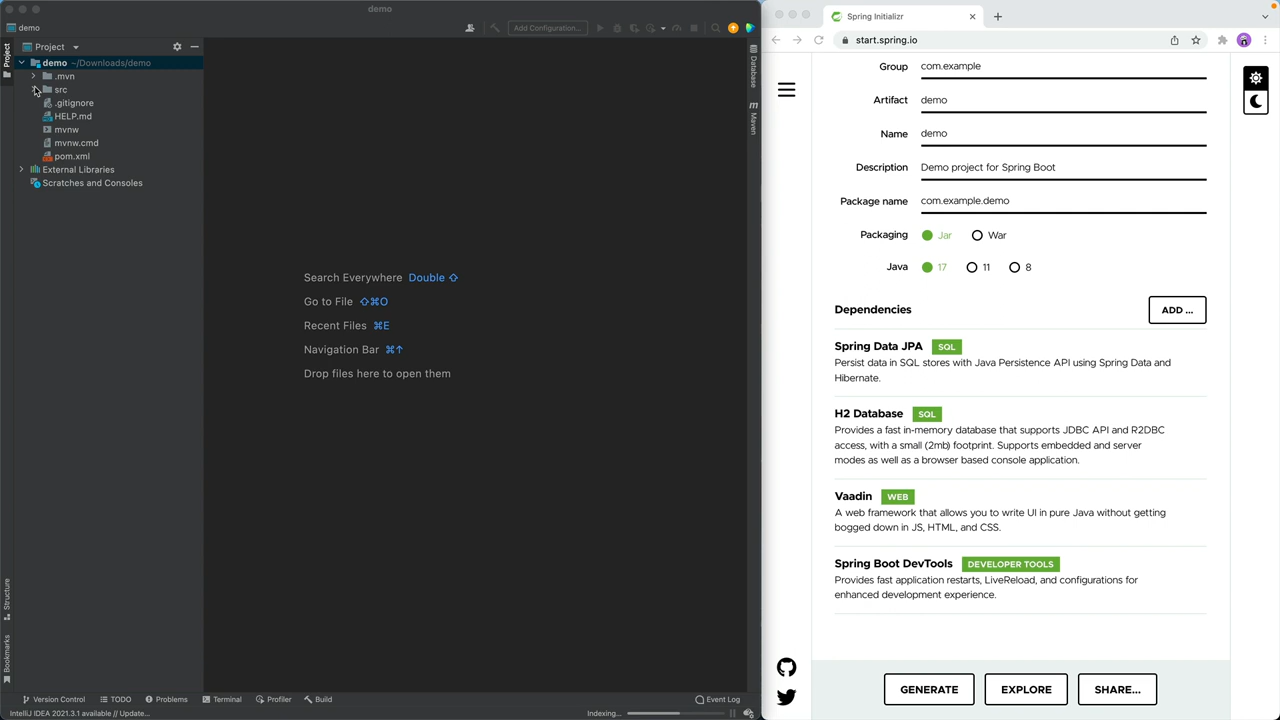 demo
demo
Add Configuration...
Project
demo ~/Downloads/demo
.mvn
src
.gitignore
HELP.md
mvnw
mvnw.cmd
pom.xml
External Libraries
Scratches and Consoles
Project
Structure
Bookmarks
Search Everywhere Double ⇧
Go to File ⇧⌘O
Recent Files ⌘E
Navigation Bar ⌘↑
Drop files here to open them
Database
m
Maven
Version Control
TODO
Problems
Terminal
Profiler
Build
Event Log
IntelliJ IDEA 2021.3.1 available // Update...
Indexing...
Spring Initializr
start.spring.io
Group com.example
Artifact demo
Name demo
Description Demo project for Spring Boot
Package name com.example.demo
Packaging Jar War
Java 17 11 8
Dependencies
ADD ...
Spring Data JPA SQL
Persist data in SQL stores with Java Persistence API using Spring Data and
Hibernate.
H2 Database SQL
Provides a fast in-memory database that supports JDBC API and R2DBC
access, with a small (2mb) footprint. Supports embedded and server
modes as well as a browser based console application.
Vaadin WEB
A web framework that allows you to write UI in pure Java without getting
bogged down in JS, HTML, and CSS.
Spring Boot DevTools DEVELOPER TOOLS
Provides fast application restarts, LiveReload, and configurations for
enhanced development experience.
GENERATE
EXPLORE
SHARE...